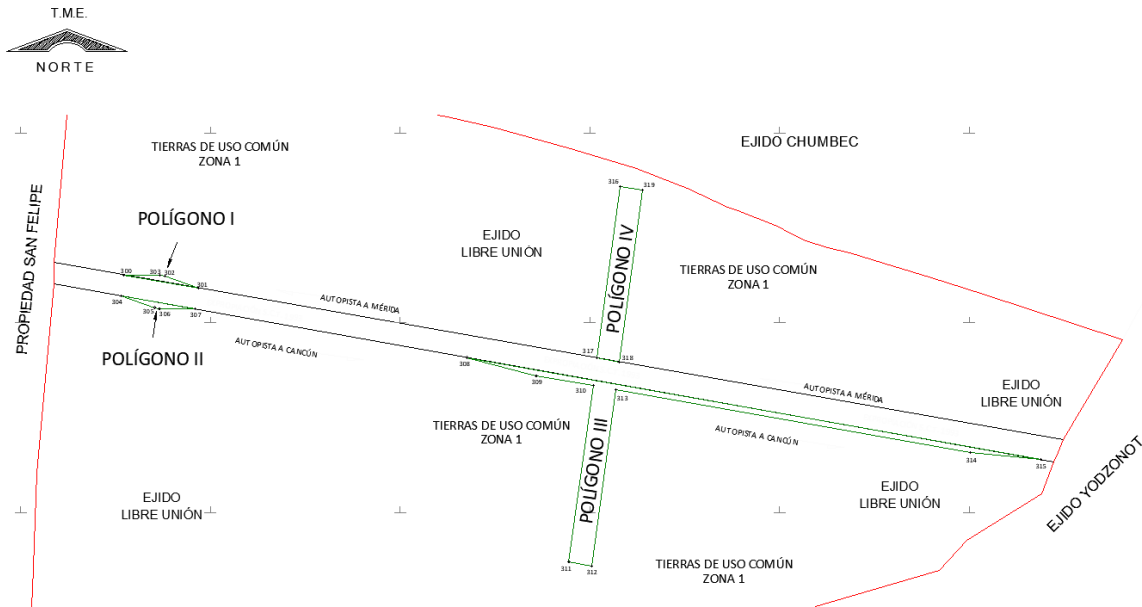 T.M.E.
NORTE
EJIDO CHUMBEC
TIERRAS DE USO COMÚN
ZONA 1
316
319
PROPIEDAD SAN FELIPE
POLÍGONO I
EJIDO
LIBRE UNIÓN
POLÍGONO IV
TIERRAS DE USO COMÚN
ZONA 1
300
303
302
301
304
305
306
307
AUTOPISTA A MÉRIDA
POLÍGONO II
AUTOPISTA A CANCÚN
308
317
318
309
310
313
AUTOPISTA A MÉRIDA
EJIDO
LIBRE UNIÓN
TIERRAS DE USO COMÚN
ZONA 1
POLÍGONO III
AUTOPISTA A CANCÚN
314
315
EJIDO YODZONOT
EJIDO
LIBRE UNIÓN
EJIDO
LIBRE UNIÓN
311
312
TIERRAS DE USO COMÚN
ZONA 1